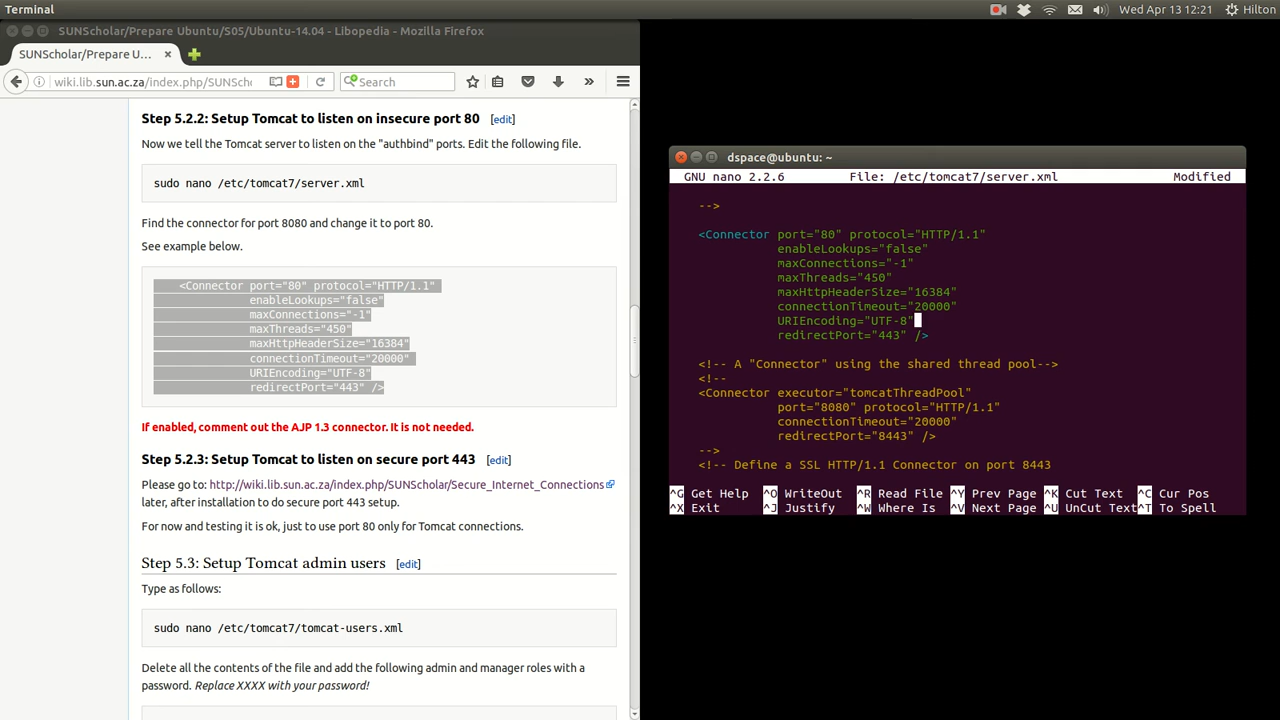 Terminal
Wed Apr 13 12:21
Hilton
SUNScholar/Prepare Ubuntu/S05/Ubuntu-14.04 - Libopedia - Mozilla Firefox
SUNScholar/Prepare U...
wiki.lib.sun.ac.za/index.php/SUNSch
Search
Step 5.2.2: Setup Tomcat to listen on insecure port 80 [edit]
Now we tell the Tomcat server to listen on the "authbind" ports. Edit the following file.
sudo nano /etc/tomcat7/server.xml
Find the connector for port 8080 and change it to port 80.
See example below.
<Connector port="80" protocol="HTTP/1.1"
enableLookups="false"
maxConnections="-1"
maxThreads="450"
maxHttpHeaderSize="16384"
connectionTimeout="20000"
URIEncoding="UTF-8"
redirectPort="443" />
If enabled, comment out the AJP 1.3 connector. It is not needed.
Step 5.2.3: Setup Tomcat to listen on secure port 443 [edit]
Please go to: http://wiki.lib.sun.ac.za/index.php/SUNScholar/Secure_Internet_Connections
later, after installation to do secure port 443 setup.
For now and testing it is ok, just to use port 80 only for Tomcat connections.
Step 5.3: Setup Tomcat admin users [edit]
Type as follows:
sudo nano /etc/tomcat7/tomcat-users.xml
Delete all the contents of the file and add the following admin and manager roles with a
password. Replace XXXX with your password!
dspace@ubuntu: ~
GNU nano 2.2.6 File: /etc/tomcat7/server.xml Modified
-->
<Connector port="80" protocol="HTTP/1.1"
enableLookups="false"
maxConnections="-1"
maxThreads="450"
maxHttpHeaderSize="16384"
connectionTimeout="20000"
URIEncoding="UTF-8"
redirectPort="443" />
<!-- A "Connector" using the shared thread pool-->
<!--
<Connector executor="tomcatThreadPool"
port="8080" protocol="HTTP/1.1"
connectionTimeout="20000"
redirectPort="8443" />
-->
<!-- Define a SSL HTTP/1.1 Connector on port 8443
^G Get Help ^O WriteOut ^R Read File ^Y Prev Page ^K Cut Text ^C Cur Pos
^X Exit ^J Justify ^W Where Is ^V Next Page ^U UnCut Text ^T To Spell